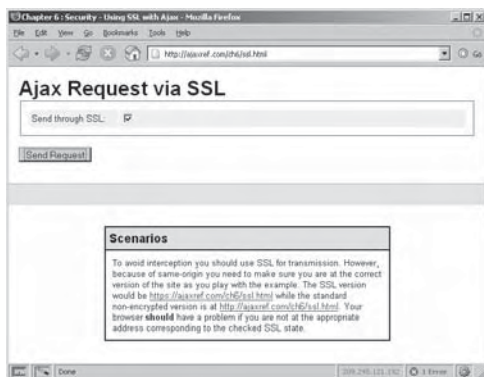 Chapter 6 : Security - Using SSL with Ajax - Mozilla Firefox
File Edit View Go Bookmarks Tools Help
http://ajaxref.com/ch6/ssl.html
Go
Ajax Request via SSL
Send through SSL:
Send Request
Scenarios
To avoid interception you should use SSL for transmission. However,
because of same-origin you need to make sure you are at the correct
version of the site as you play with the example. The SSL version
would be https://ajaxref.com/ch6/ssl.html while the standard
non-encrypted version is at http://ajaxref.com/ch6/ssl.html. Your
browser should have a problem if you are not at the appropriate
address corresponding to the checked SSL state.
Done
1 Error